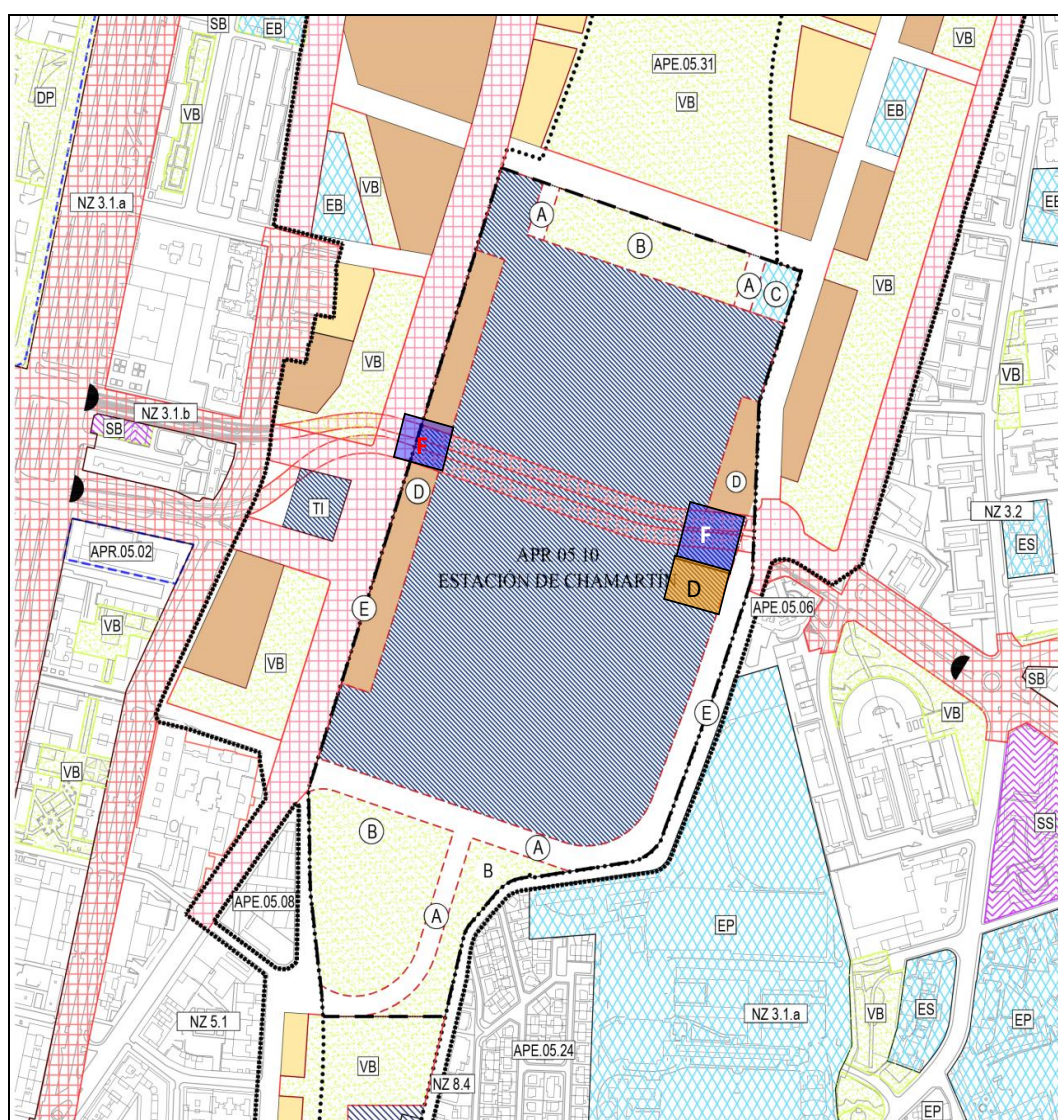 SB
EB
VB
DP
VB
APE.05.31
VB
EB
NZ 3.1.a
EB
VB
EB
A
B
A
C
VB
VB
VB
NZ 3.1.b
SB
F
D
D
TI
F
NZ 3.2
ES
APR.05.02
APR 05.10
ESTACION DE CHAMARTÍN
D
E
APE.05.06
VB
VB
SB
E
VB
VB
B
A
B
SS
A
APE.05.08
EP
NZ 5.1
NZ 3.1.a
VB
ES
EP
APE.05.24
VB
NZ 8.4
EP